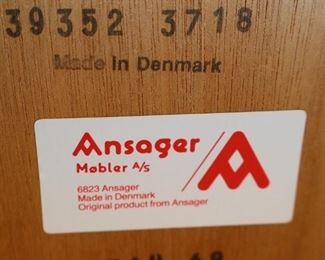 39352 3718
Made in Denmark
Ansager
Møbler A/S
6823 Ansager
Made in Denmark
Original product from Ansager